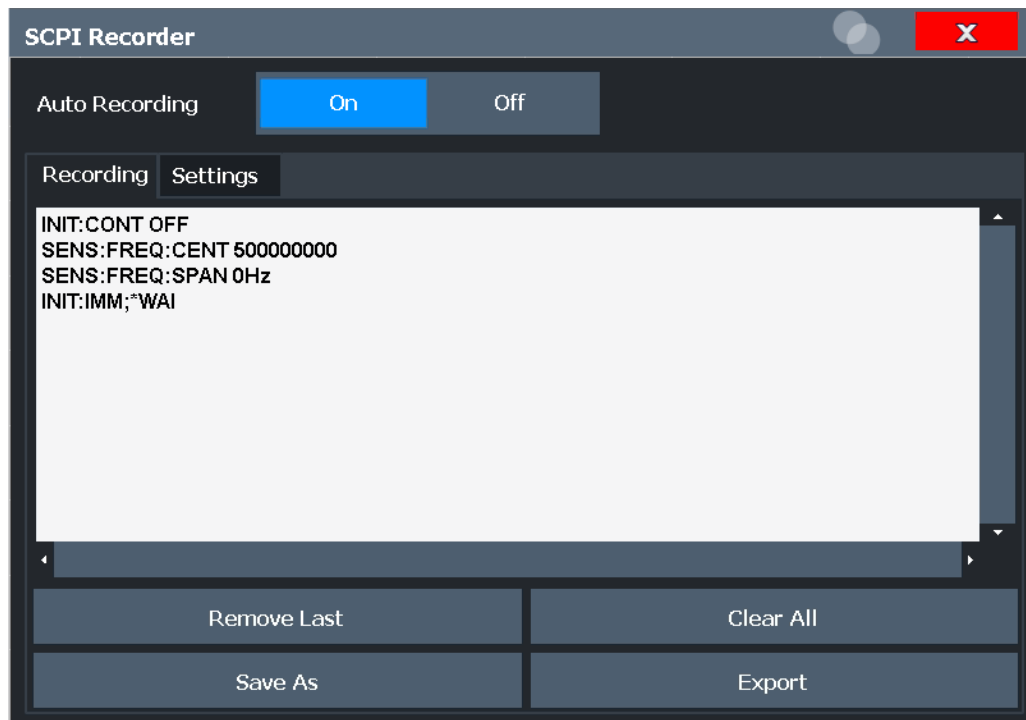 SCPI Recorder X
Auto Recording On Off
Recording Settings
INIT:CONT OFF
SENS:FREQ:CENT 500000000
SENS:FREQ:SPAN 0Hz
INIT:IMM;*WAI
Remove Last Clear All
Save As Export